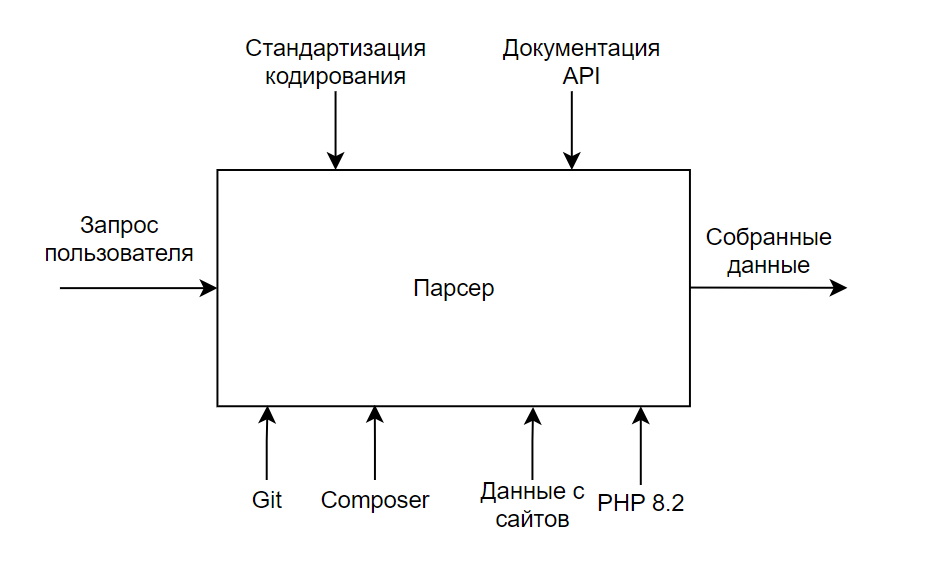 Стандартизация
кодирования
Документация
API
Запрос
пользователя
Собранные
данные
Парсер
Git
Composer
Данные с
сайтов
PHP 8.2